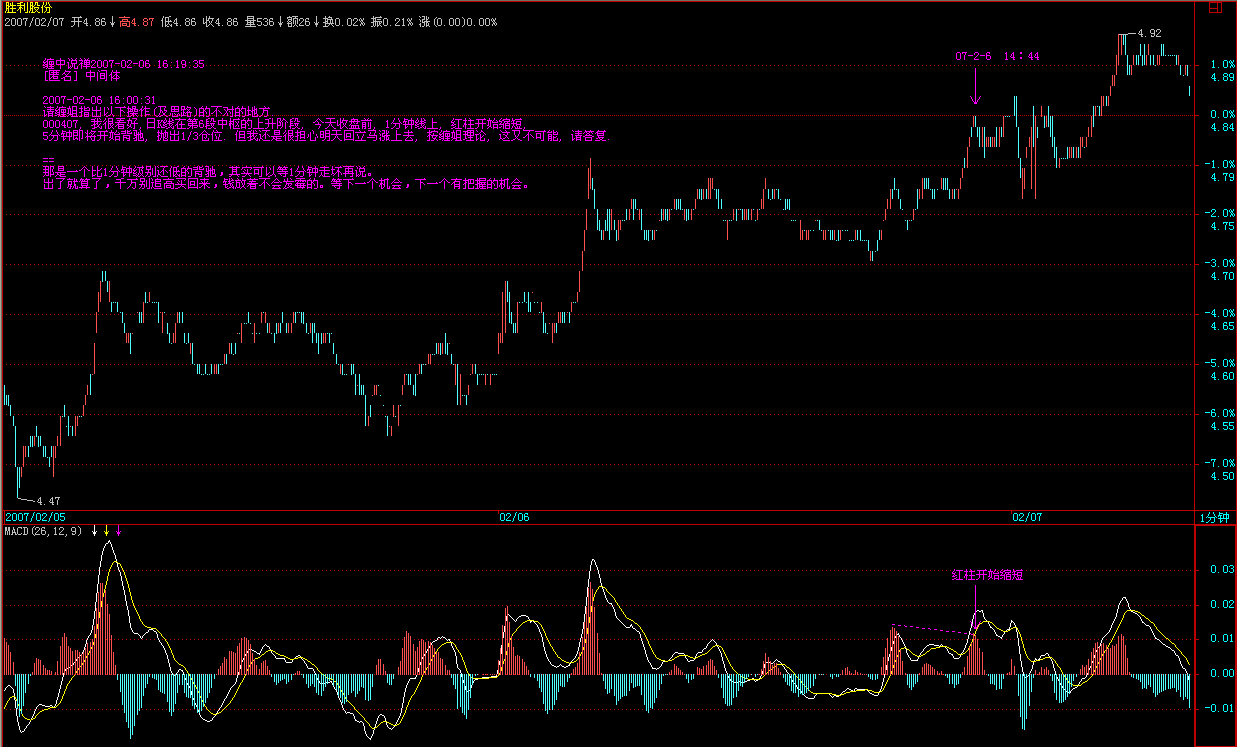 胜利股份
2007/02/07 开4.86↓高4.87 低4.86 收4.86 量536↓额26↓换0.02% 振0.21% 涨(0.00)0.00%
4.92
07-2-6 14:44
缠中说禅2007-02-06 16:19:35
[匿名] 中间体
2007-02-06 16:00:31
请缠姐指出以下操作(及思路)的不对的地方
000407, 我很看好,日K线在第6段中枢的上升阶段, 今天收盘前, 1分钟线上, 红柱开始缩短
5分钟即将开始背驰, 抛出1/3仓位. 但我还是很担心明天回立马涨上去, 按缠姐理论, 这又不可能, 请答复.
==
那是一个比1分钟级别还低的背驰，其实可以等1分钟走坏再说。
出了就算了，千万别追高买回来，钱放着不会发霉的。等下一个机会，下一个有把握的机会。
1.0%
4.89
0.0%
4.84
-1.0%
4.79
-2.0%
4.75
-3.0%
4.70
-4.0%
4.65
-5.0%
4.60
-6.0%
4.55
-7.0%
4.50
4.47
2007/02/05 02/06 02/07 1分钟
MACD(26,12,9) ↓ ↓ ↓
红柱开始缩短
0.03
0.02
0.01
0.00
-0.01